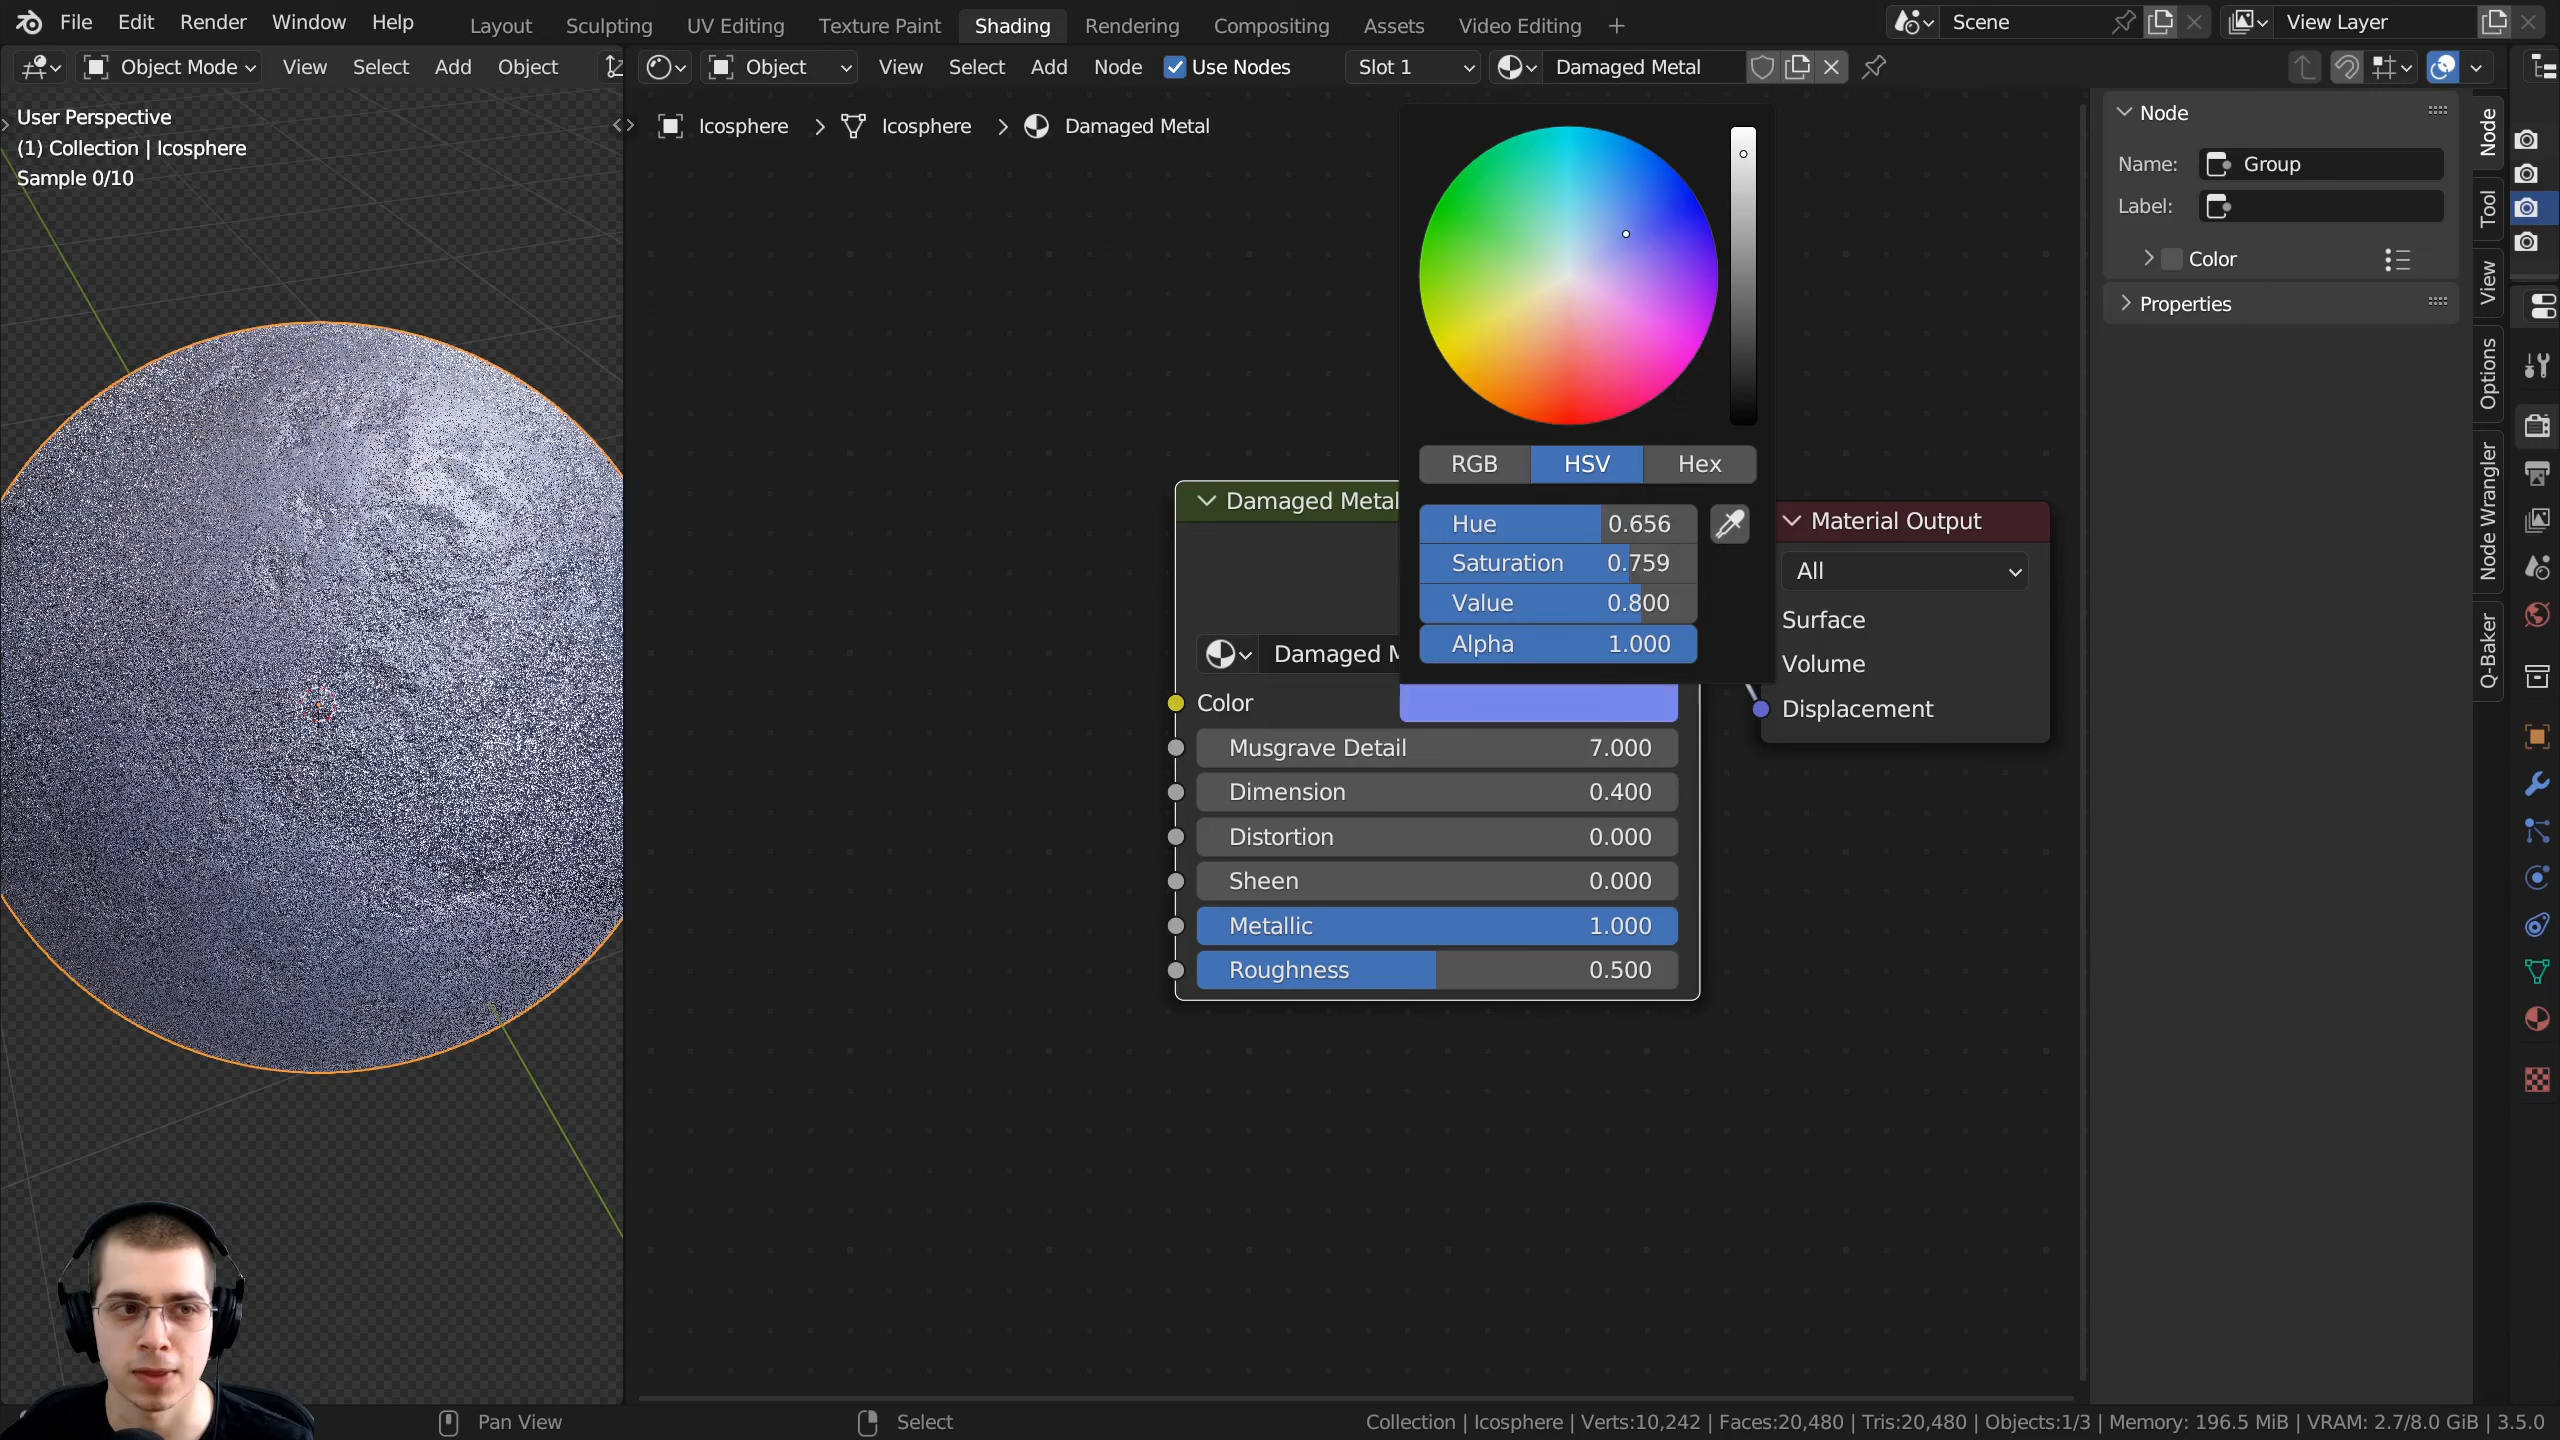 File Edit Render Window Help Layout Sculpting UV Editing Texture Paint Shading Rendering Compositing Assets Video Editing + Scene View Layer
Object Mode View Select Add Object Object View Select Add Node Use Nodes Slot 1 Damaged Metal
User Perspective
(1) Collection | Icosphere
Sample 0/10
Icosphere > Icosphere > Damaged Metal
RGB HSV Hex
Hue 0.656
Saturation 0.759
Value 0.800
Alpha 1.000
Damaged Metal
Damaged M
Color
Musgrave Detail 7.000
Dimension 0.400
Distortion 0.000
Sheen 0.000
Metallic 1.000
Roughness 0.500
Material Output
All
Surface
Volume
Displacement
Node
Name: Group
Label:
Color
Properties
Node
Tool
View
Options
Node Wrangler
Q-Baker
Pan View Select Collection | Icosphere | Verts:10,242 | Faces:20,480 | Tris:20,480 | Objects:1/3 | Memory: 196.5 MiB | VRAM: 2.7/8.0 GiB | 3.5.0